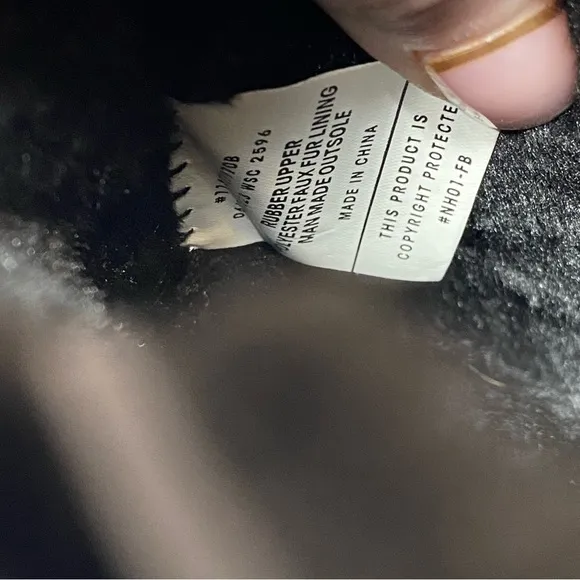 WSC 2596
RUBBER UPPER
FAUX FUR LINING
MAN MADE OUTSOLE
MADE IN CHINA
THIS PRODUCT IS
COPYRIGHT PROTECTE
#NH01-FB